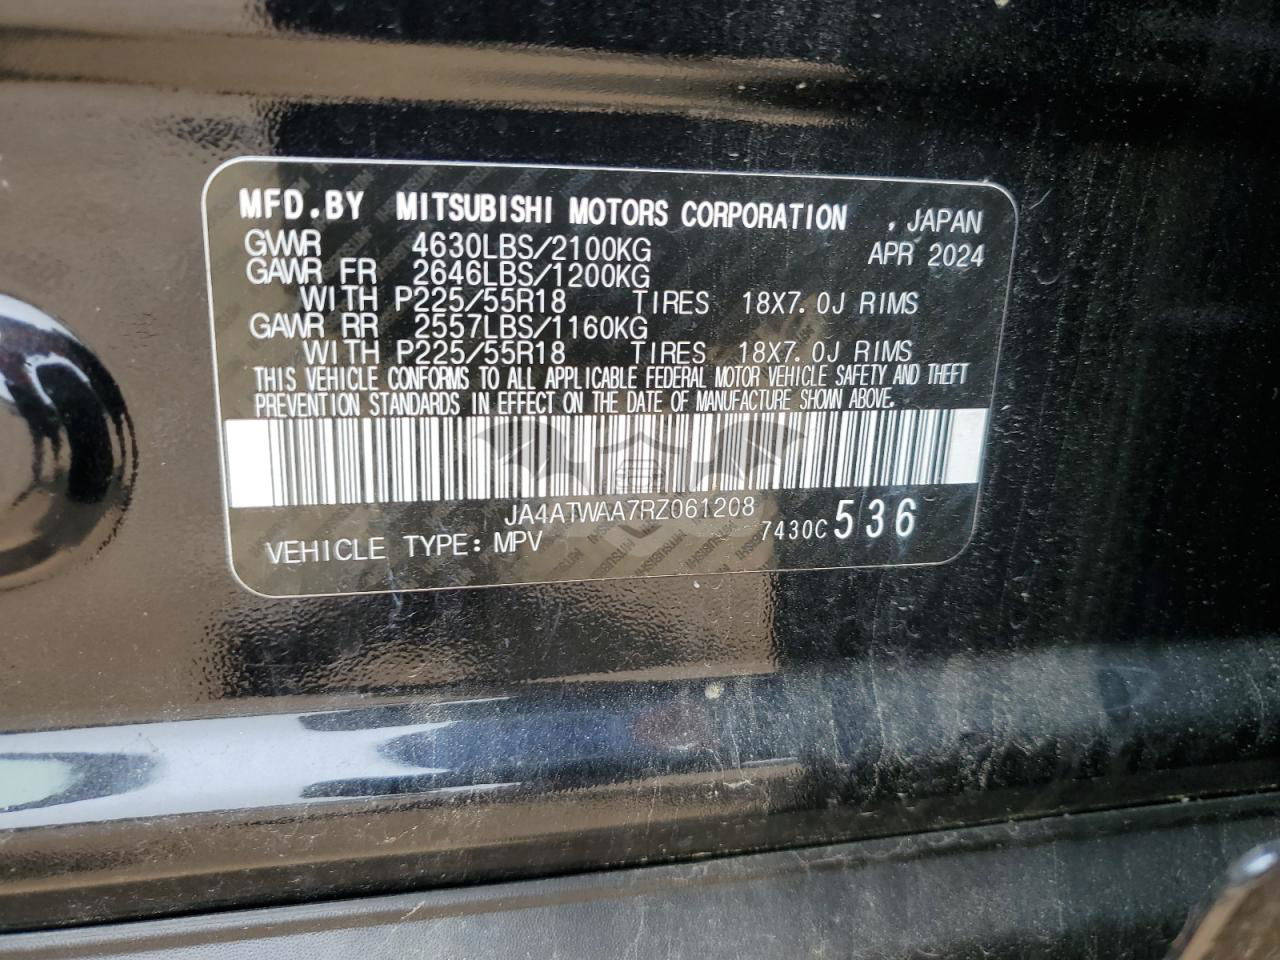 MFD.BY MITSUBISHI MOTORS CORPORATION , JAPAN
GVWR 4630LBS/2100KG APR 2024
GAWR FR 2646LBS/1200KG
WITH P225/55R18 TIRES 18X7.0J RIMS
GAWR RR 2557LBS/1160KG
WITH P225/55R18 TIRES 18X7.0J RIMS
THIS VEHICLE CONFORMS TO ALL APPLICABLE FEDERAL MOTOR VEHICLE SAFETY AND THEFT
PREVENTION STANDARDS IN EFFECT ON THE DATE OF MANUFACTURE SHOWN ABOVE.
JA4ATWAA7RZ061208
VEHICLE TYPE: MPV 7430C 536